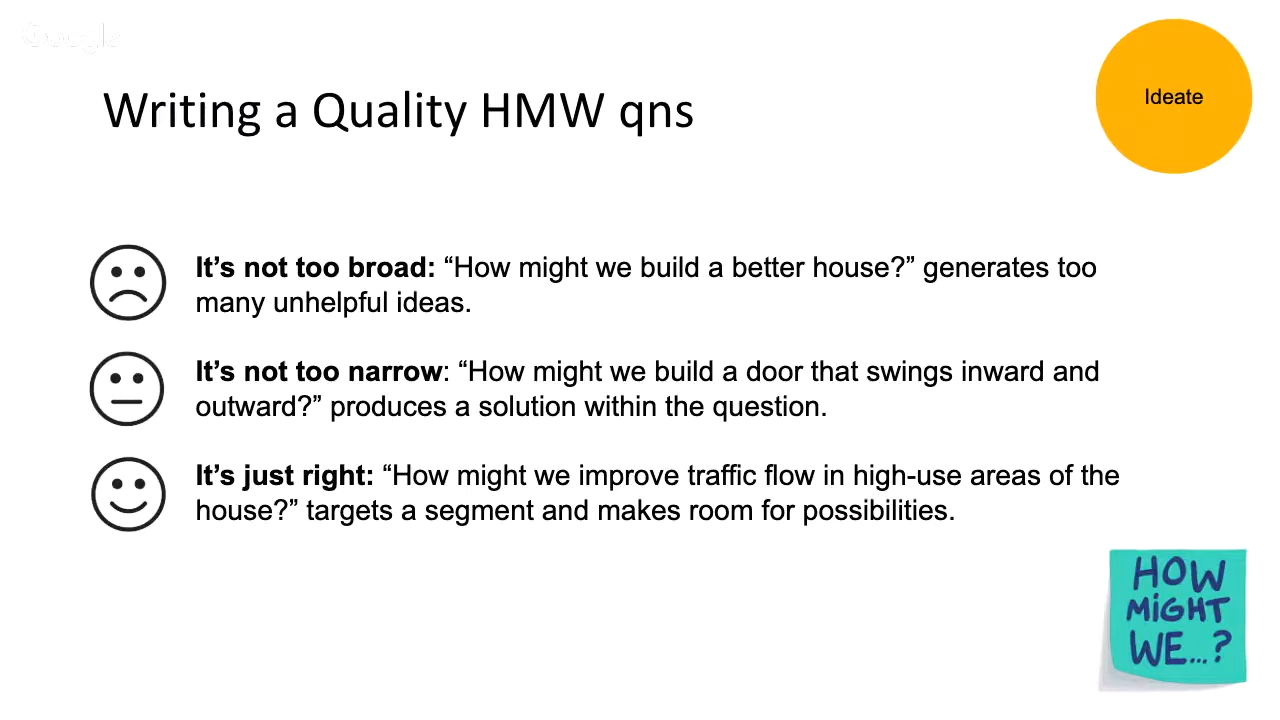 Google
Ideate
Writing a Quality HMW qns
It’s not too broad: “How might we build a better house?” generates too
many unhelpful ideas.
It’s not too narrow: “How might we build a door that swings inward and
outward?” produces a solution within the question.
It’s just right: “How might we improve traffic flow in high-use areas of the
house?” targets a segment and makes room for possibilities.
HOW
MiGHT
WE...?